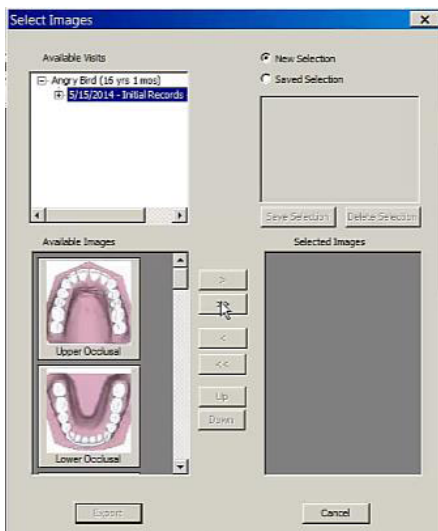 Select Images
Available Visits
New Selection
Angry Bird (16 yrs 1 mos)
Saved Selection
5/15/2014 - Initial Records -
Save Selection
Delete Selection
Available Images
Selected Images
>
>>
Upper Occlusal
<
<<
Up
Down
Lower Occlusal
Export
Cancel